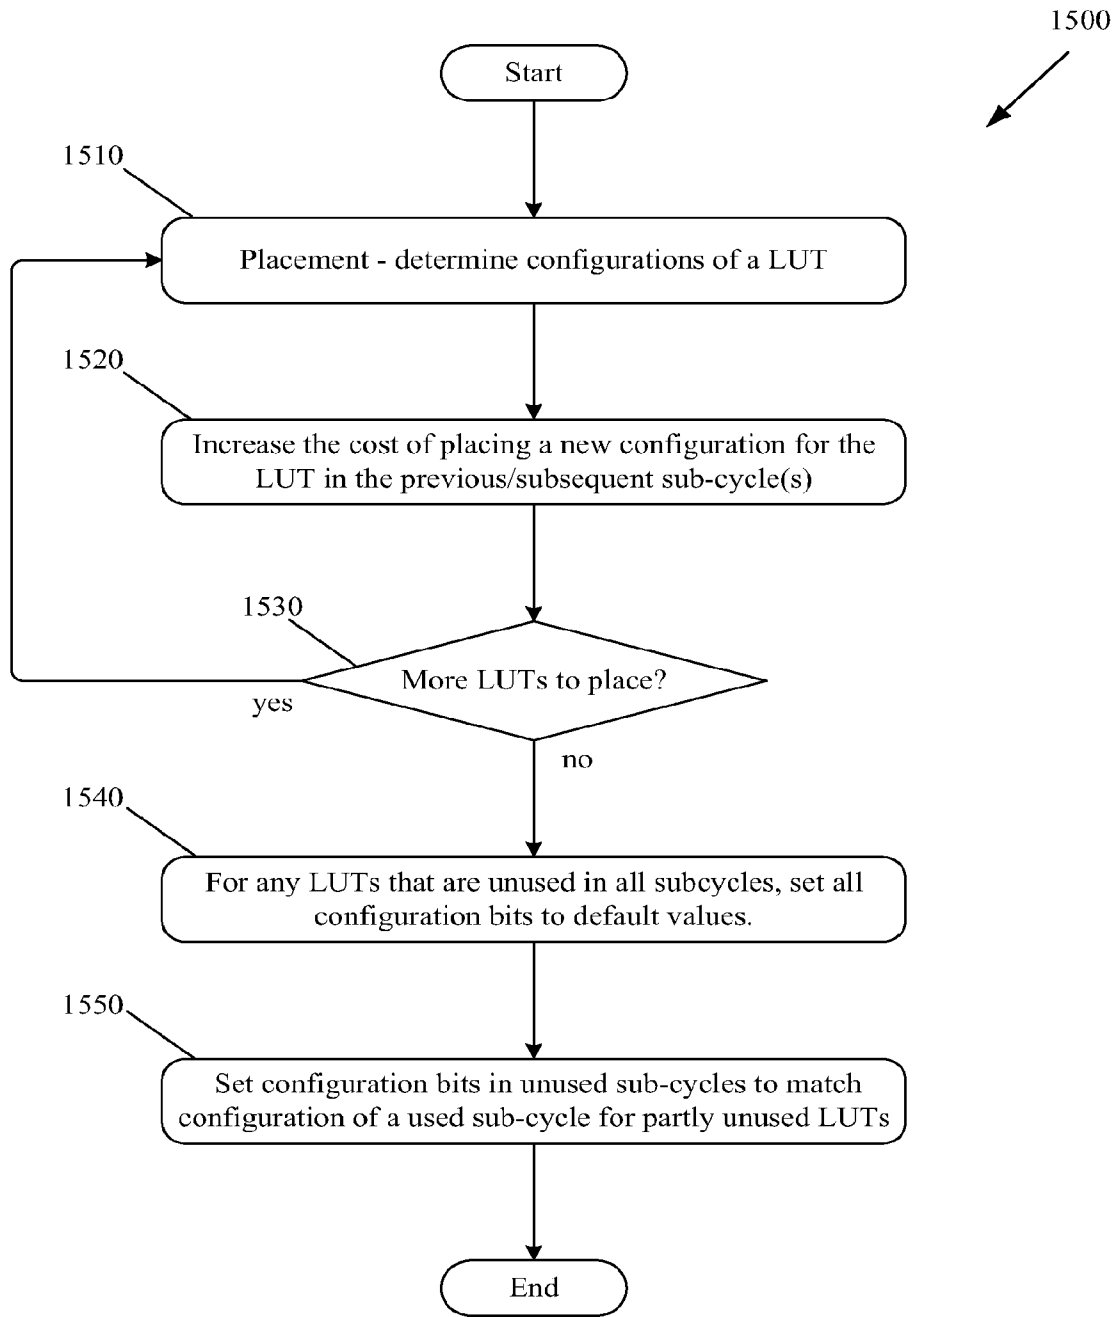 1500
Start
1510
Placement - determine configurations of a LUT
1520
Increase the cost of placing a new configuration for the
LUT in the previous/subsequent sub-cycle(s)
1530
More LUTs to place?
yes
no
1540
For any LUTs that are unused in all subcycles, set all
configuration bits to default values.
1550
Set configuration bits in unused sub-cycles to match
configuration of a used sub-cycle for partly unused LUTs
End